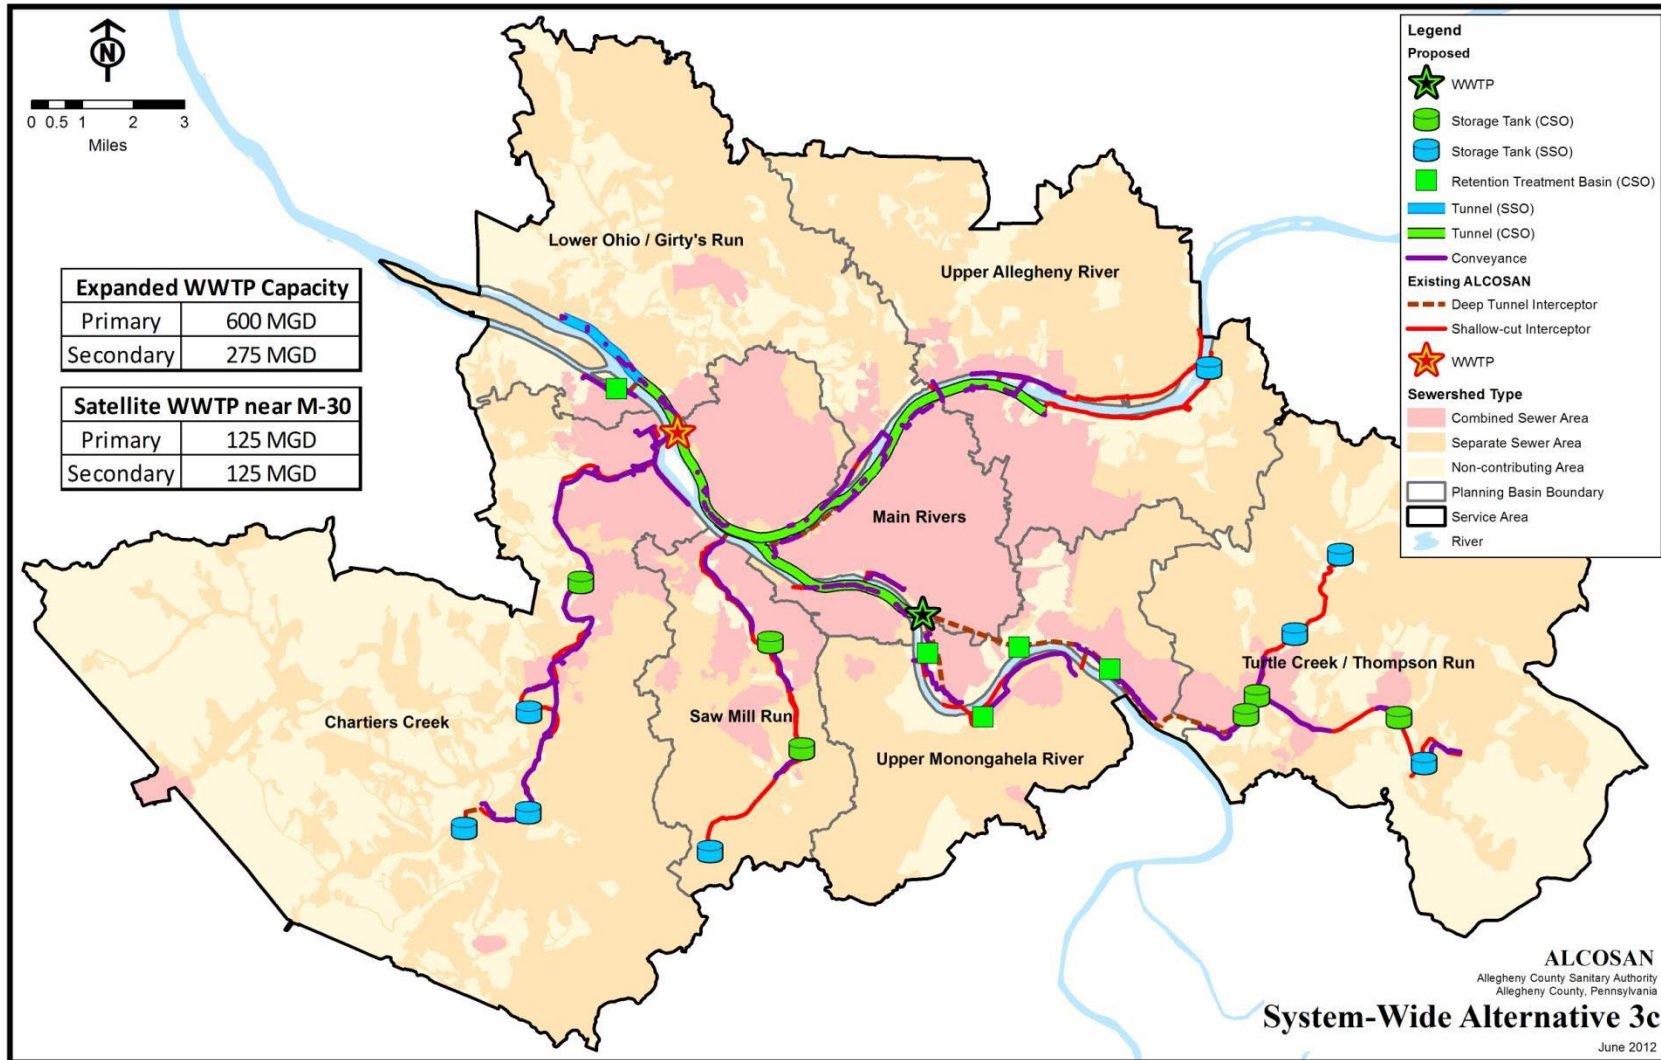 N
0 0.5 1 2 3
Miles
Expanded WWTP Capacity
Primary 600 MGD
Secondary 275 MGD
Satellite WWTP near M-30
Primary 125 MGD
Secondary 125 MGD
Lower Ohio / Girty's Run
Upper Allegheny River
Main Rivers
Turtle Creek / Thompson Run
Chartiers Creek
Saw Mill Run
Upper Monongahela River
Legend
Proposed
WWTP
Storage Tank (CSO)
Storage Tank (SSO)
Retention Treatment Basin (CSO)
Tunnel (SSO)
Tunnel (CSO)
Conveyance
Existing ALCOSAN
Deep Tunnel Interceptor
Shallow-cut Interceptor
WWTP
Sewershed Type
Combined Sewer Area
Separate Sewer Area
Non-contributing Area
Planning Basin Boundary
Service Area
River
ALCOSAN
Allegheny County Sanitary Authority
Allegheny County, Pennsylvania
System-Wide Alternative 3c
June 2012